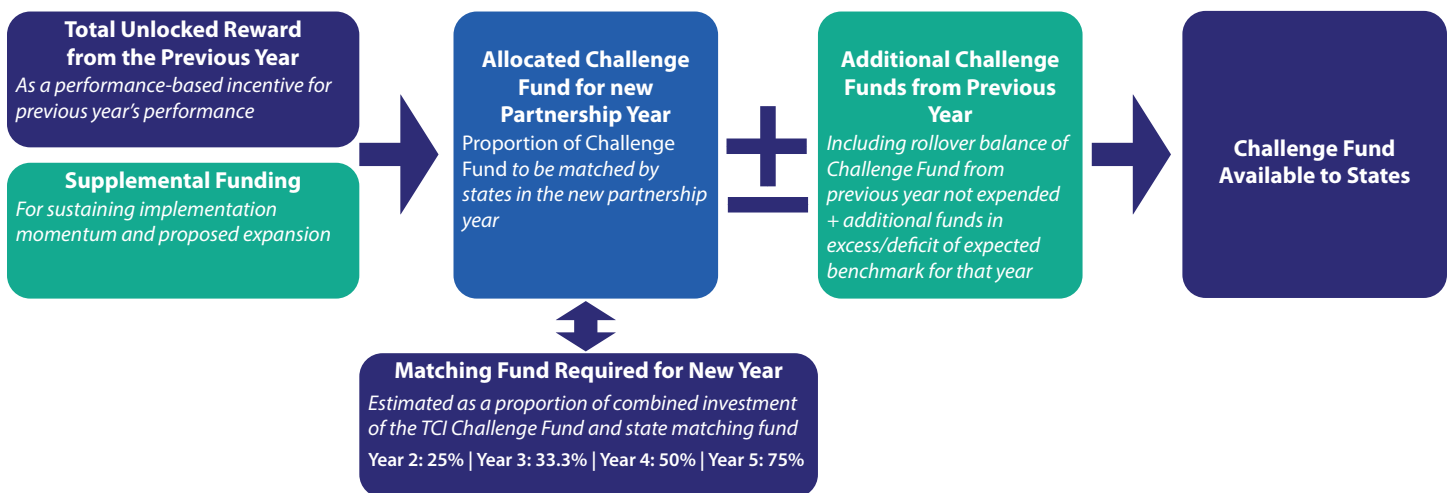 Total Unlocked Reward
from the Previous Year
As a performance-based incentive for
previous year's performance
Supplemental Funding
For sustaining implementation
momentum and proposed expansion
Allocated Challenge
Fund for new
Partnership Year
Proportion of Challenge
Fund to be matched by
states in the new partnership
year
Additional Challenge
Funds from Previous
Year
Including rollover balance of
Challenge Fund from
previous year not expended
+ additional funds in
excess/deficit of expected
benchmark for that year
Challenge Fund
Available to States
Matching Fund Required for New Year
Estimated as a proportion of combined investment
of the TCI Challenge Fund and state matching fund
Year 2: 25% | Year 3: 33.3% | Year 4: 50% | Year 5: 75%